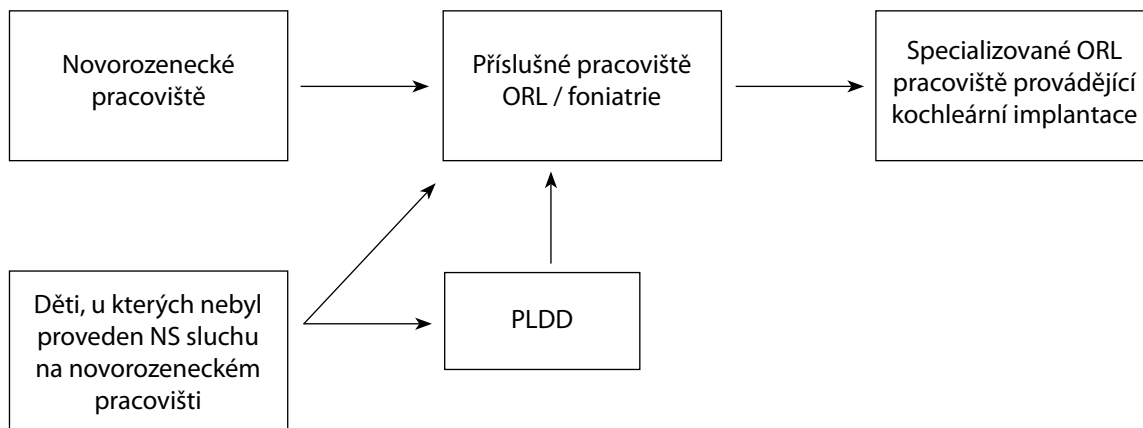 Novorozenecké
pracoviště
Příslušné pracoviště
ORL / foniatrie
Specializované ORL
pracoviště provádějící
kochleární implantace
Děti, u kterých nebyl
proveden NS sluchu
na novorozeneckém
pracovišti
PLDD